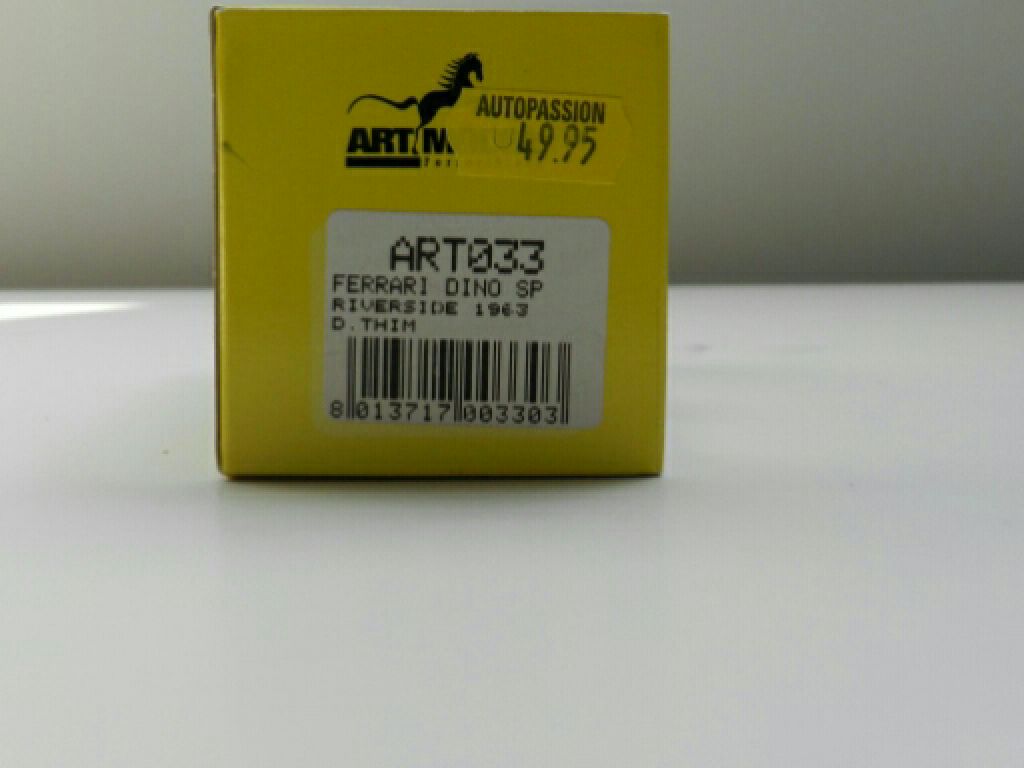 AUTOPASSION
49.95
ART M
ART033
FERRARI DINO SP
RIVERSIDE 1963
D.THIM
8 013717 003303